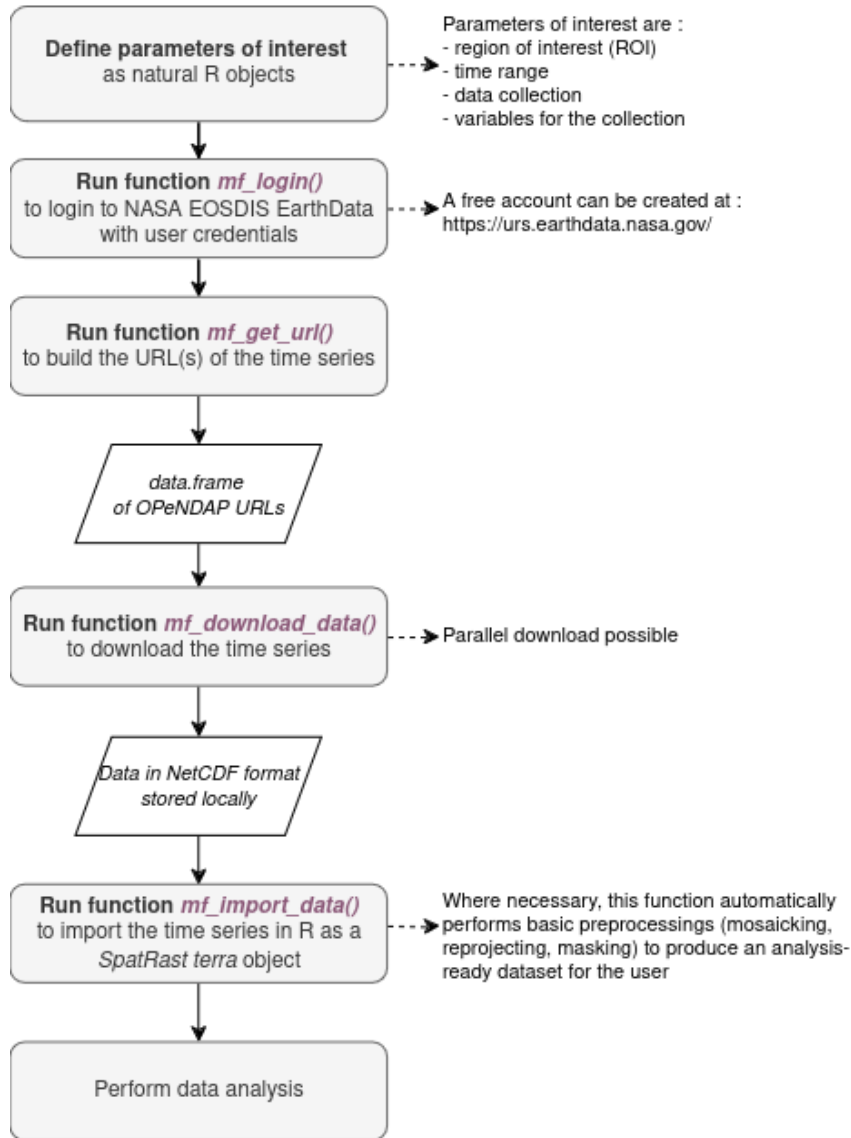 Define parameters of interest
as natural R objects
Parameters of interest are :
- region of interest (ROI)
- time range
- data collection
- variables for the collection
Run function mf_login()
to login to NASA EOSDIS EarthData
with user credentials
A free account can be created at :
https://urs.earthdata.nasa.gov/
Run function mf_get_url()
to build the URL(s) of the time series
data.frame
of OPeNDAP URLs
Run function mf_download_data()
to download the time series
Parallel download possible
Data in NetCDF format
stored locally
Run function mf_import_data()
to import the time series in R as a
SpatRast terra object
Where necessary, this function automatically
performs basic preprocessings (mosaicking,
reprojecting, masking) to produce an analysis-
ready dataset for the user
Perform data analysis